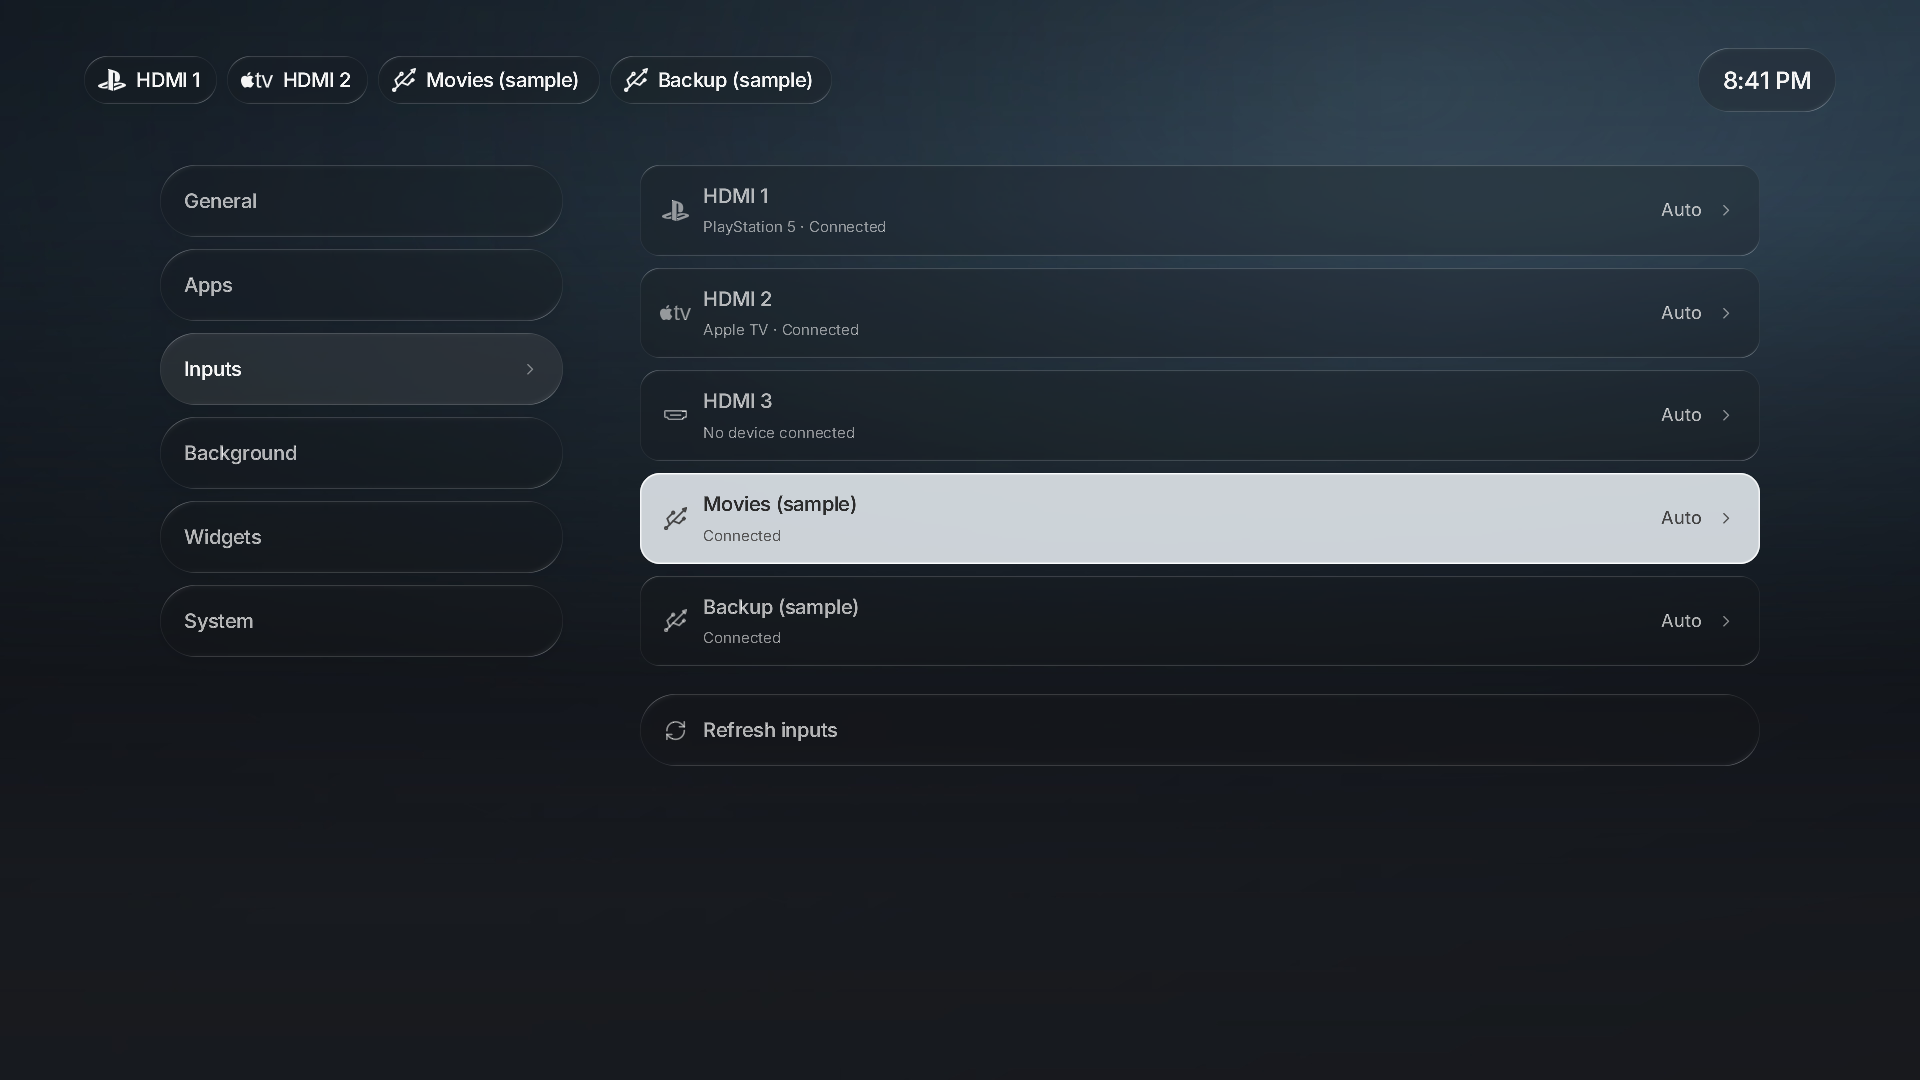 HDMI 1
tv HDMI 2
Movies (sample)
Backup (sample)
8:41 PM
General
Apps
Inputs
Background
Widgets
System
HDMI 1
PlayStation 5 · Connected
Auto
tv
HDMI 2
Apple TV · Connected
Auto
HDMI 3
No device connected
Auto
Movies (sample)
Connected
Auto
Backup (sample)
Connected
Auto
Refresh inputs